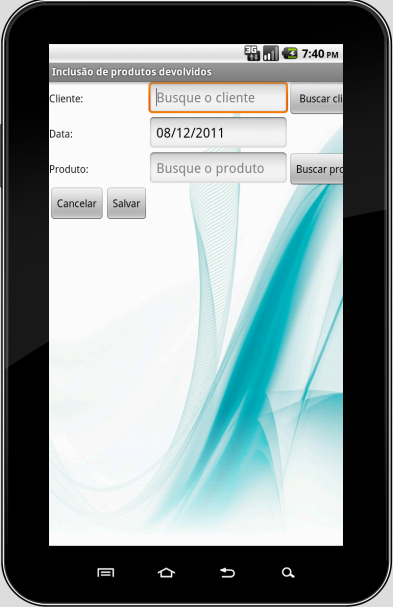 3G 7:40 PM
Inclusão de produtos devolvidos
Cliente: Busque o cliente Buscar cli
Data: 08/12/2011
Produto: Busque o produto Buscar pro
Cancelar Salvar